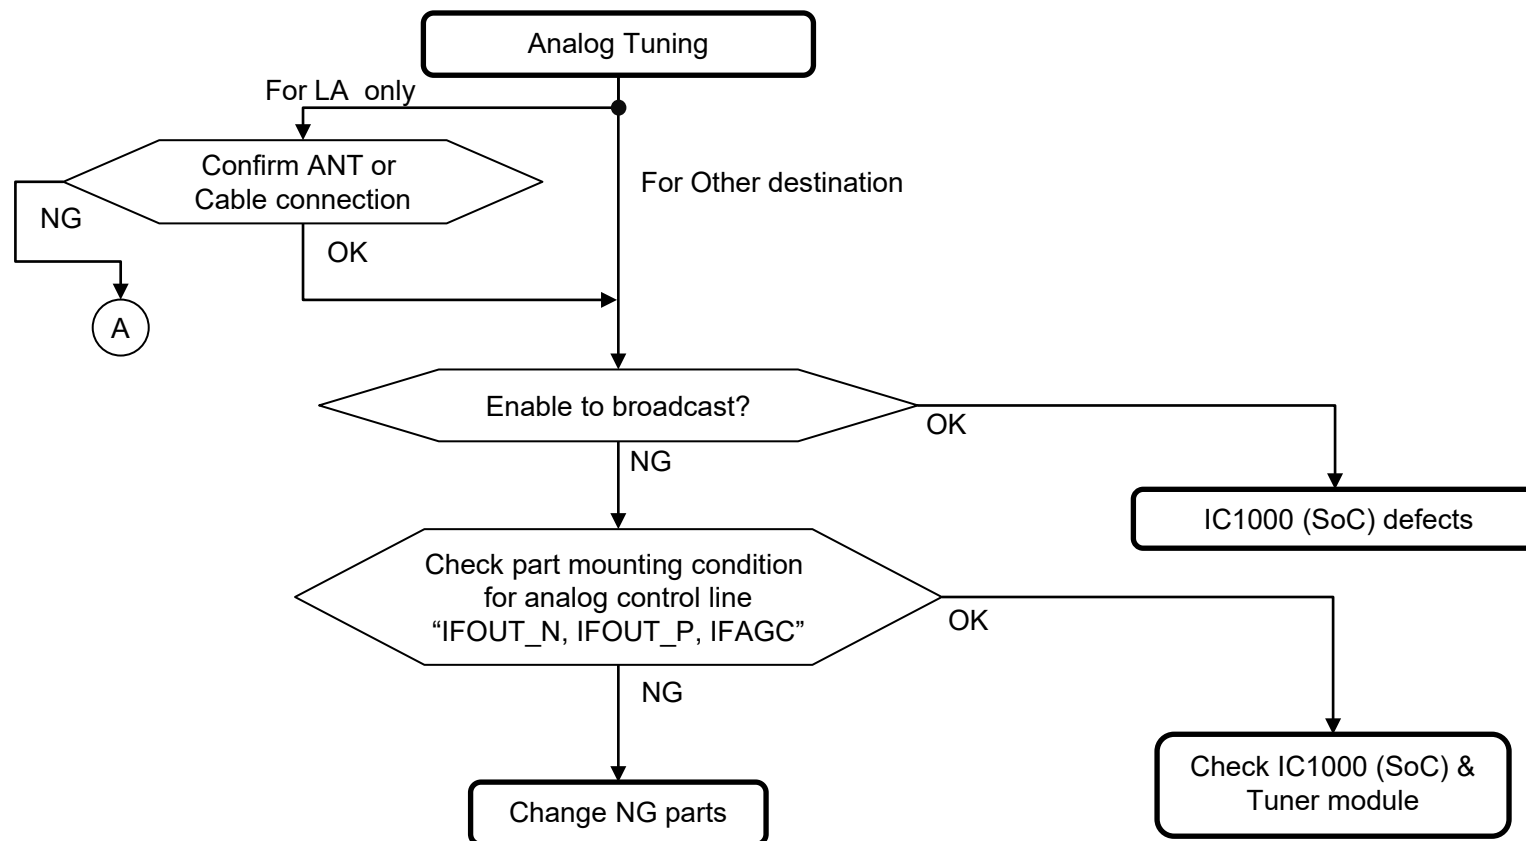 Analog Tuning
For LA  only
Confirm ANT or
Cable connection
For Other destination
NG
OK
A
Enable to broadcast?
OK
NG
IC1000 (SoC) defects
Check part mounting condition
for analog control line
“IFOUT_N, IFOUT_P, IFAGC”
OK
NG
Check IC1000 (SoC) &
Tuner module
Change NG parts